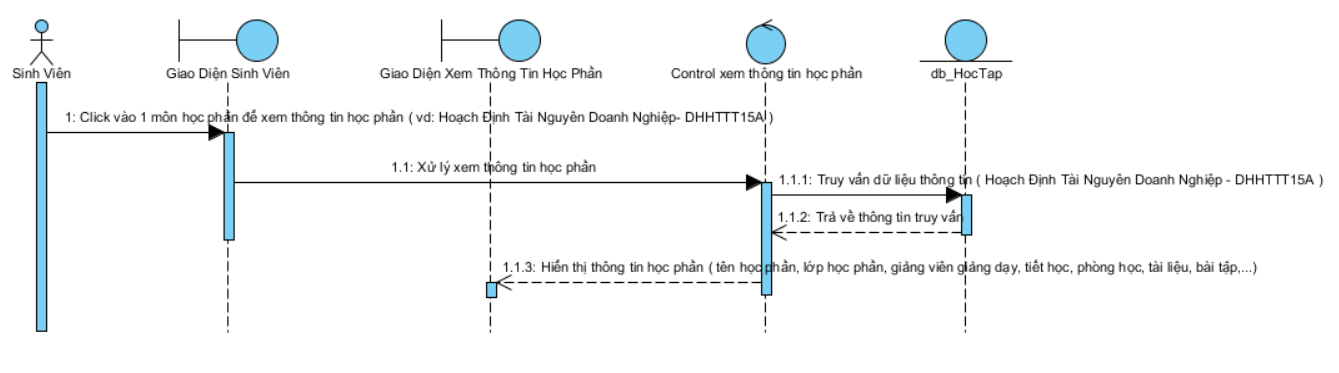 Sinh Viên
Giao Diện Sinh Viên
Giao Diện Xem Thông Tin Học Phần
Control xem thông tin học phần
db_HocTap
1: Click vào 1 môn học phần để xem thông tin học phần ( vd: Hoạch Định Tài Nguyên Doanh Nghiệp- DHHTTT15A )
1.1: Xử lý xem thông tin học phần
1.1.1: Truy vấn dữ liệu thông tin ( Hoạch Định Tài Nguyên Doanh Nghiệp - DHHTTT15A )
1.1.2: Trả về thông tin truy vấn
1.1.3: Hiển thị thông tin học phần ( tên học phần, lớp học phần, giảng viên giảng dạy, tiết học, phòng học, tài liệu, bài tập,...)